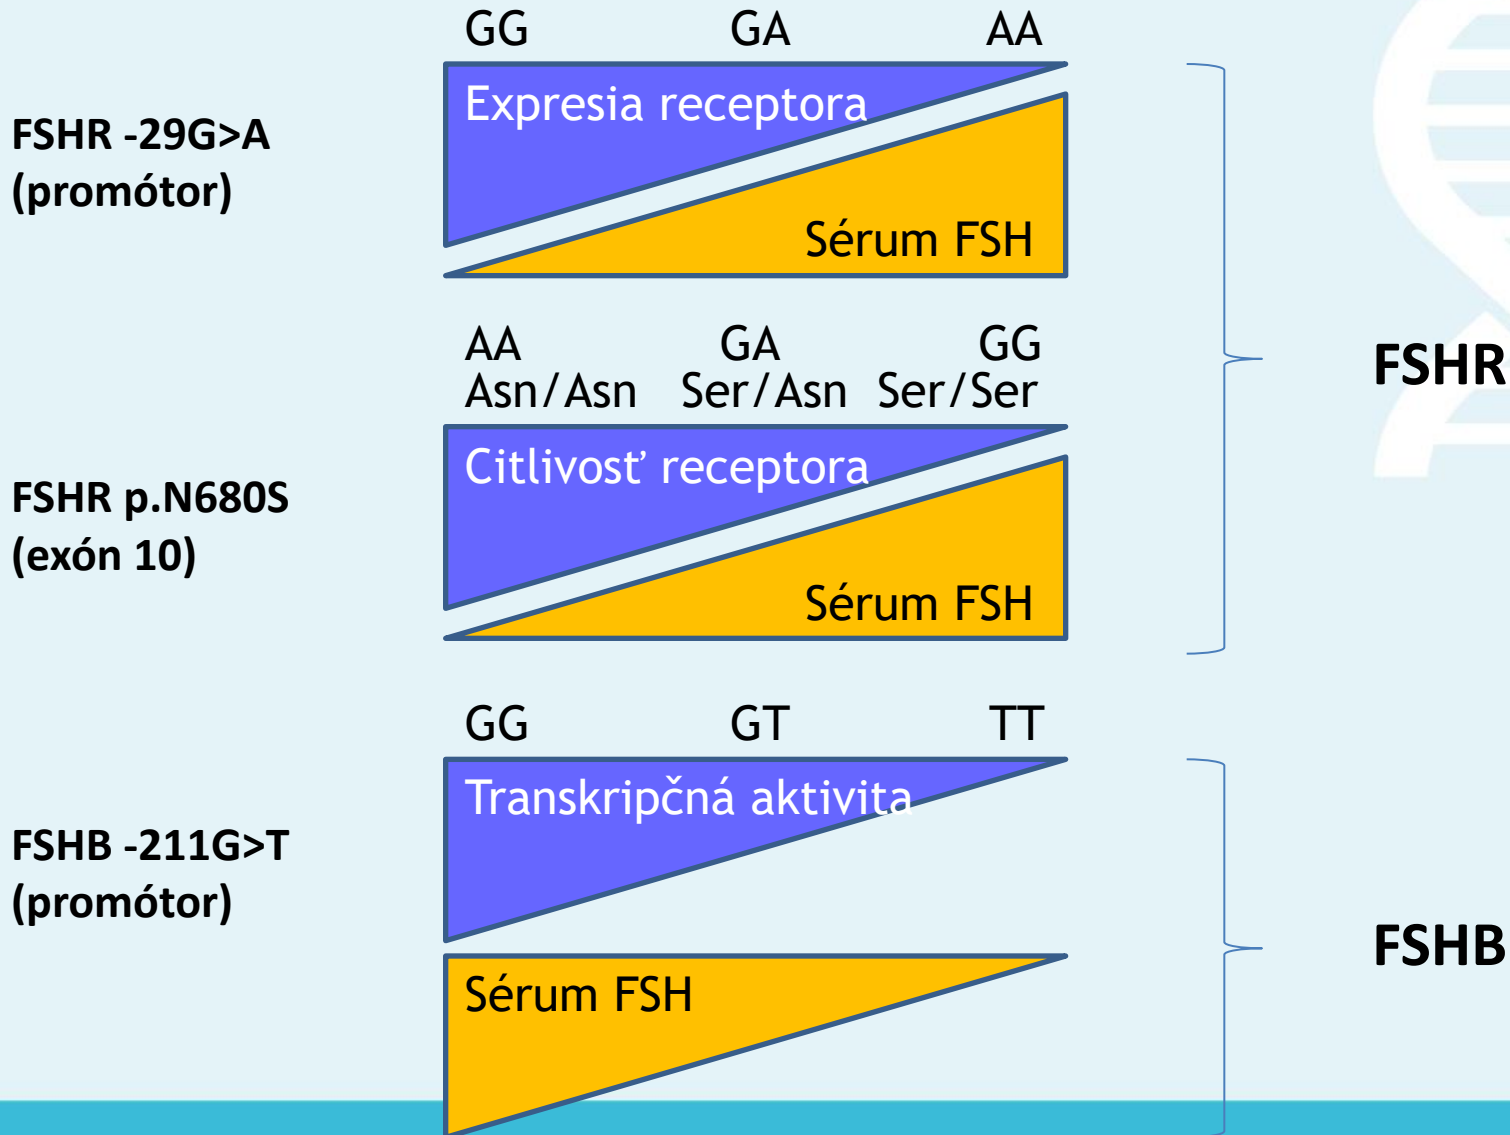 GG GA AA
FSHR -29G>A
(promótor)
Expresia receptora
Sérum FSH
AA GA GG
Asn/Asn Ser/Asn Ser/Ser
FSHR
FSHR p.N680S
(exón 10)
Citlivosť receptora
Sérum FSH
GG GT TT
FSHB -211G>T
(promótor)
Transkripčná aktivita
FSHB
Sérum FSH